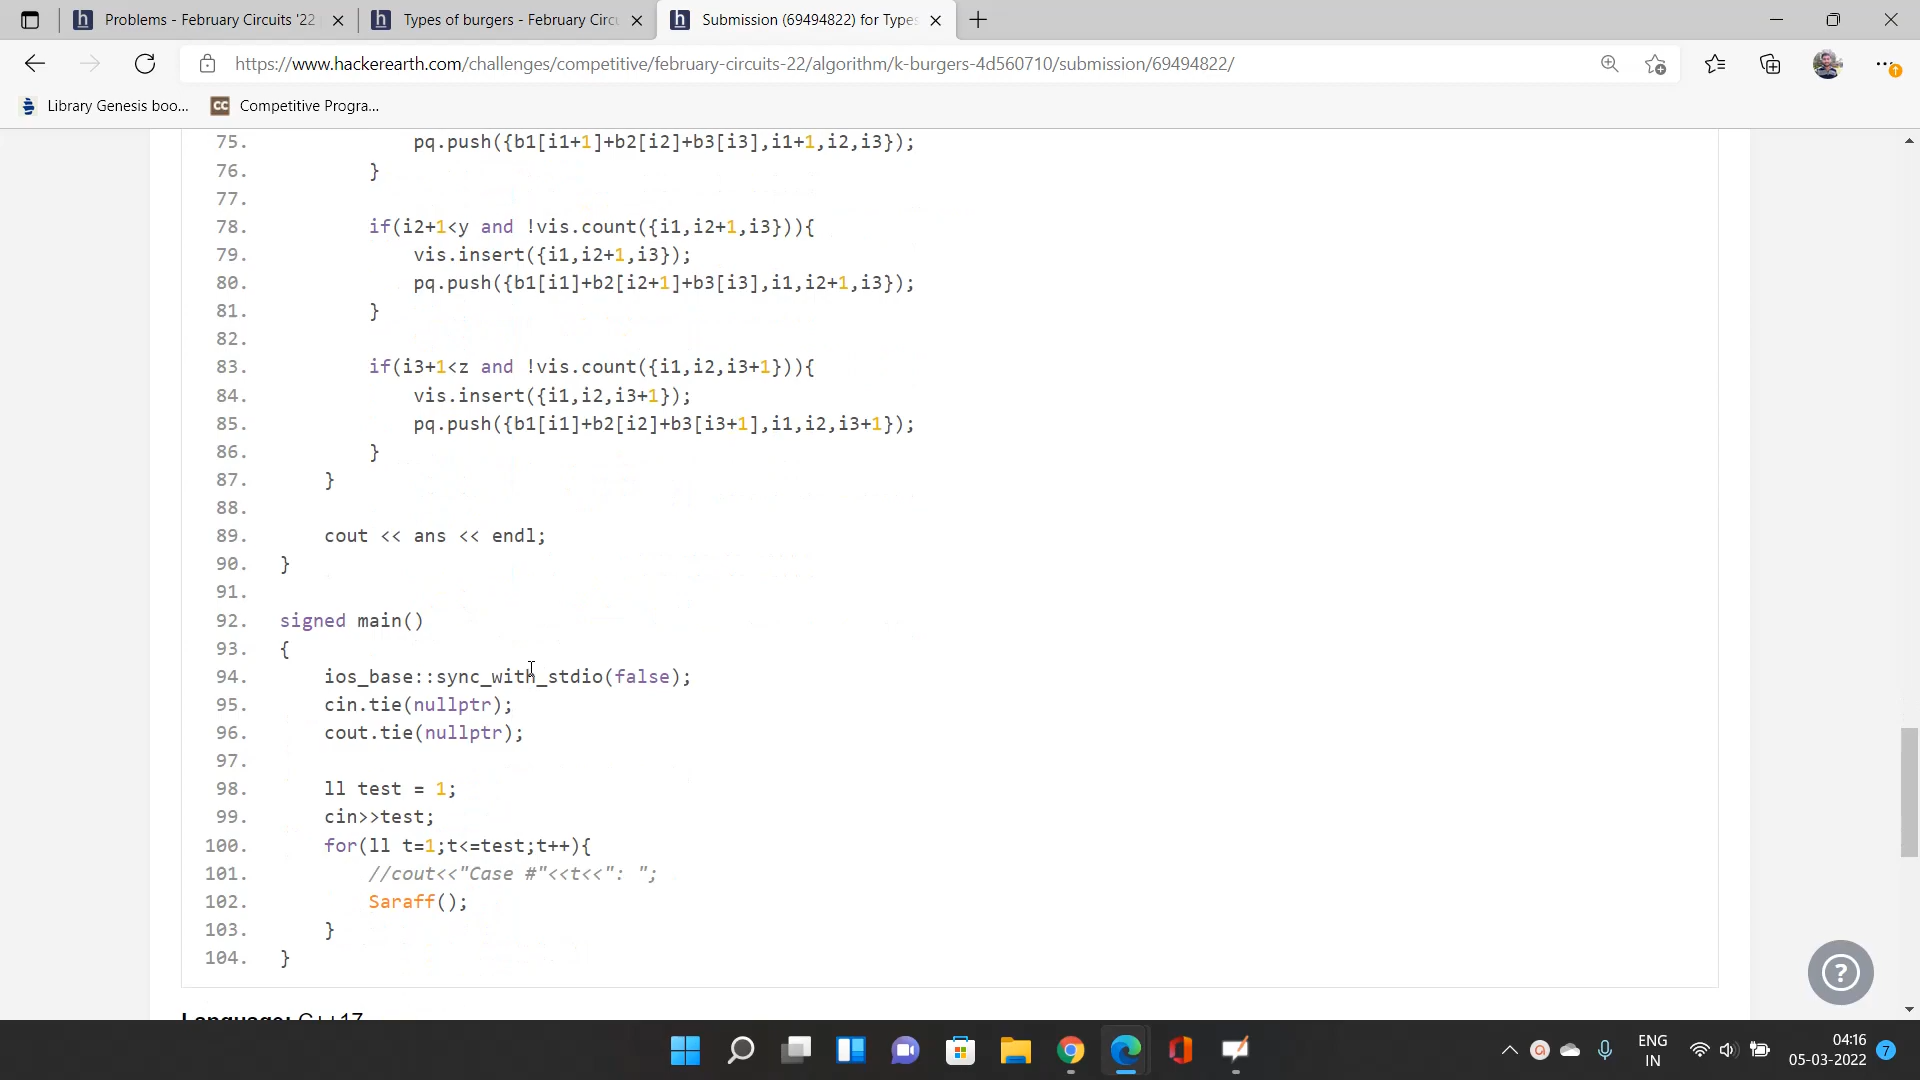 Problems - February Circuits '22
Types of burgers - February Circu
Submission (69494822) for Types
https://www.hackerearth.com/challenges/competitive/february-circuits-22/algorithm/k-burgers-4d560710/submission/69494822/
Library Genesis boo...
CC Competitive Progra...
75. pq.push({b1[i1+1]+b2[i2]+b3[i3],i1+1,i2,i3});
76. }
77.
78. if(i2+1<y and !vis.count({i1,i2+1,i3})){
79. vis.insert({i1,i2+1,i3});
80. pq.push({b1[i1]+b2[i2+1]+b3[i3],i1,i2+1,i3});
81. }
82.
83. if(i3+1<z and !vis.count({i1,i2,i3+1})){
84. vis.insert({i1,i2,i3+1});
85. pq.push({b1[i1]+b2[i2]+b3[i3+1],i1,i2,i3+1});
86. }
87. }
88.
89. cout << ans << endl;
90. }
91.
92. signed main()
93. {
94. ios_base::sync_with_stdio(false);
95. cin.tie(nullptr);
96. cout.tie(nullptr);
97.
98. ll test = 1;
99. cin>>test;
100. for(ll t=1;t<=test;t++){
101. //cout<<"Case #"<<t<<": ";
102. Saraff();
103. }
104. }
Language: C++17
?
ENG
IN
04:16
05-03-2022
7